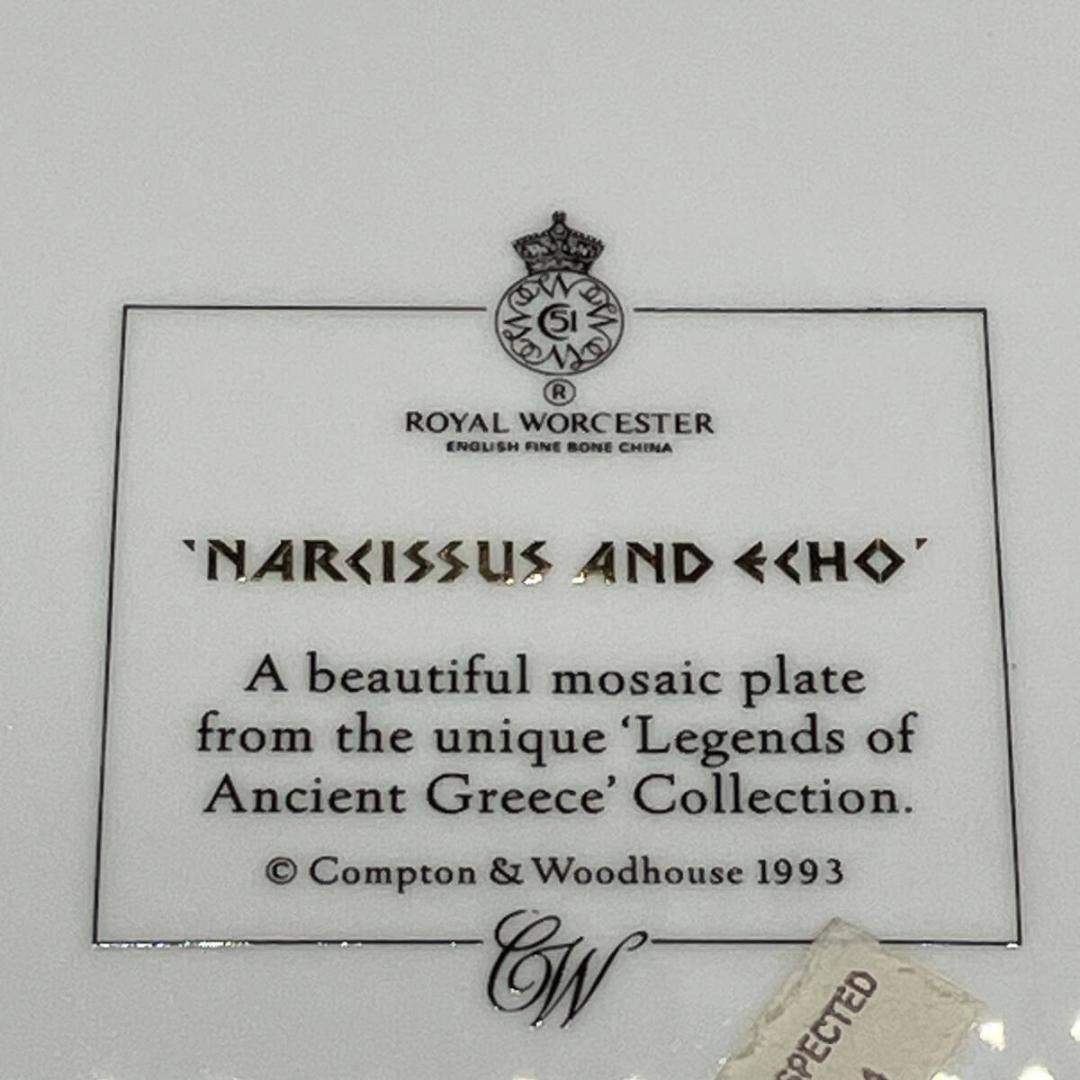 51
®
ROYAL WORCESTER
ENGLISH FINE BONE CHINA
'NARCISSUS AND ECHO'
A beautiful mosaic plate
from the unique ‘Legends of
Ancient Greece’ Collection.
© Compton & Woodhouse 1993
CW